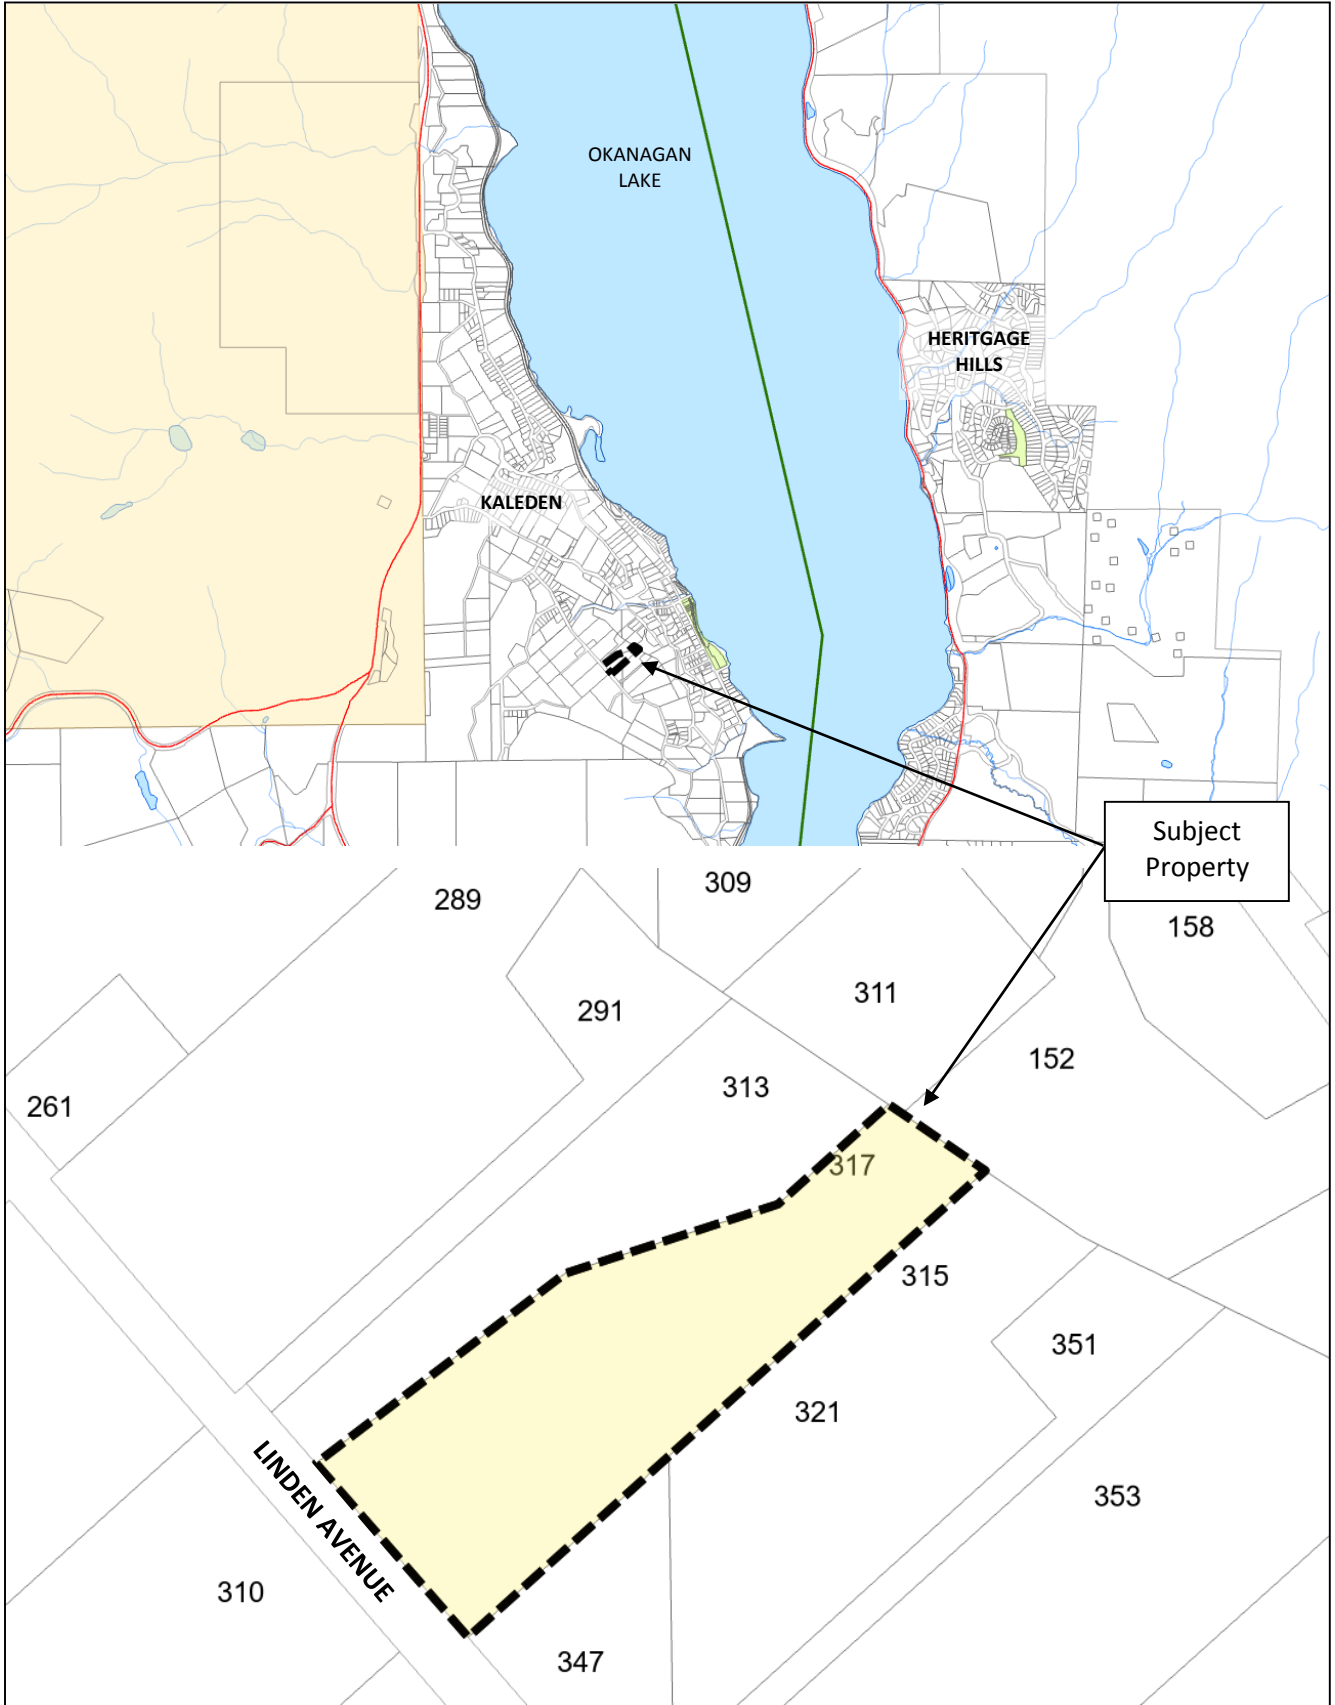 OKANAGAN
LAKE
HERITGAGE
HILLS
KALEDEN
Subject
Property
309
289
158
311
291
152
313
261
317
315
351
321
353
LINDEN AVENUE
310
347